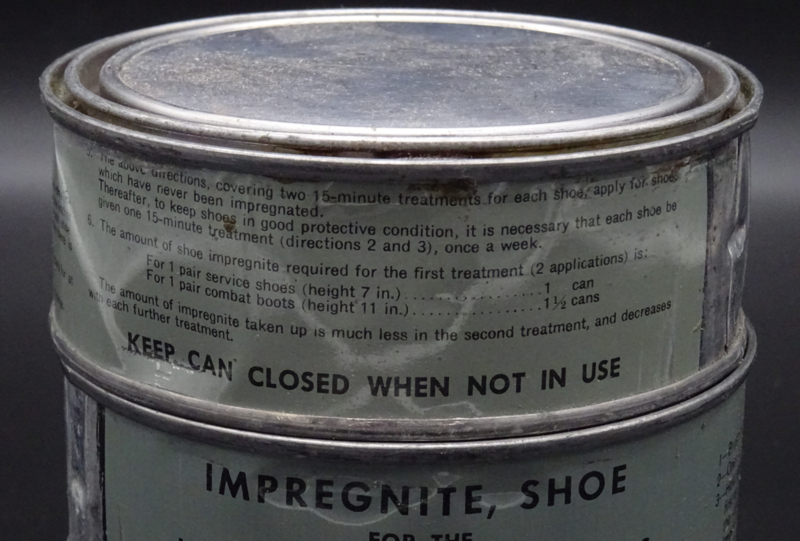 The above directions, covering two 15-minute treatments for each shoe, apply for shoes
which have never been impregnated.
Thereafter, to keep shoes in good protective condition, it is necessary that each shoe be
given one 15-minute treatment (directions 2 and 3), once a week.
6. The amount of shoe impregnite required for the first treatment (2 applications) is:
For 1 pair service shoes (height 7 in.)..................1 can
For 1 pair combat boots (height 11 in.)..................1½ cans
The amount of impregnite taken up is much less in the second treatment, and decreases
with each further treatment.
KEEP CAN CLOSED WHEN NOT IN USE
IMPREGNITE, SHOE
FOR THE